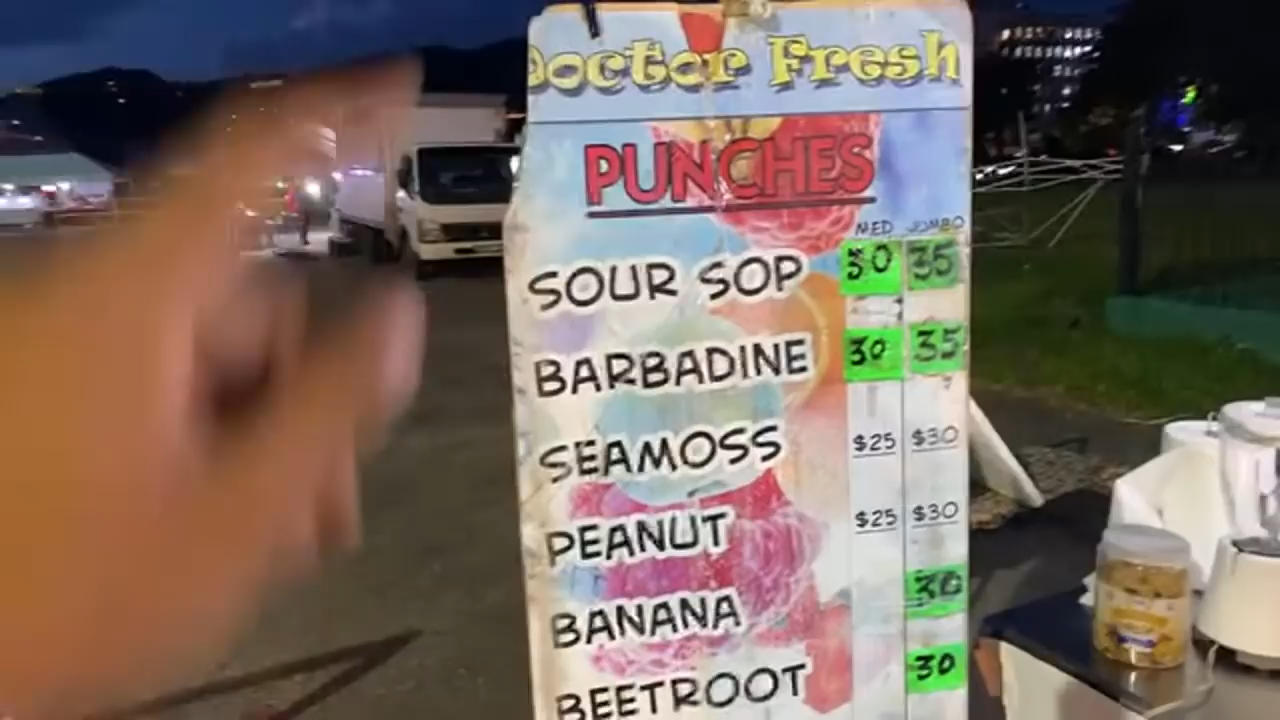 Doctor Fresh
PUNCHES
MED JUMBO
SOUR SOP 30 35
BARBADINE 30 35
SEAMOSS $25 $30
PEANUT $25 $30
BANANA 30
BEETROOT 30